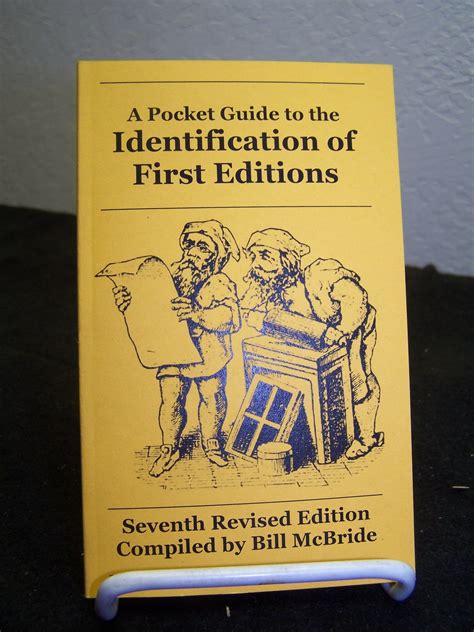 A Pocket Guide to the
Identification of
First Editions
Seventh Revised Edition
Compiled by Bill McBride